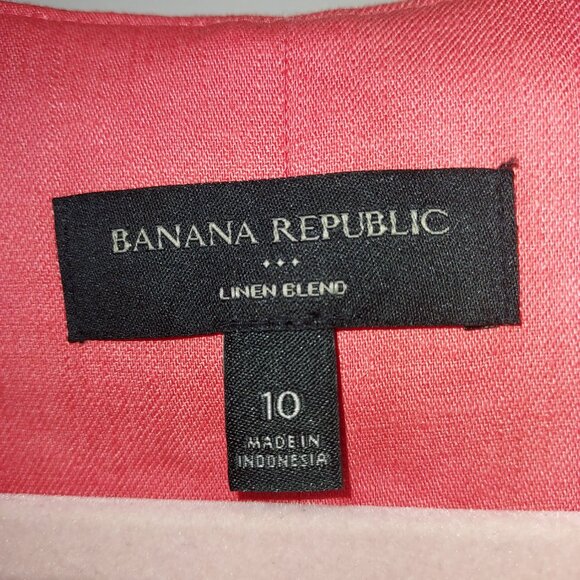 BANANA REPUBLIC
LINEN BLEND
10
MADE IN
INDONESIA